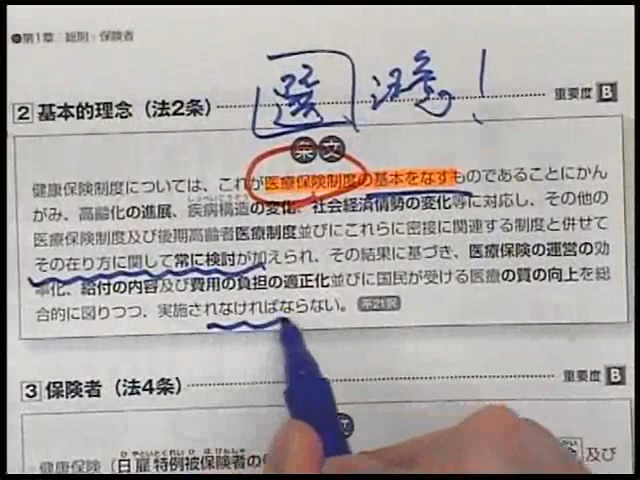 第1章 総則・保険者
選 注意!
2 基本的理念(法2条) 重要度 B
条文
健康保険制度については、これが医療保険制度の基本をなすものであることにかん
がみ、高齢化の進展、疾病構造の変化、社会経済情勢の変化等に対応し、その他の
医療保険制度及び後期高齢者医療制度並びにこれらに密接に関連する制度と併せて
その在り方に関して常に検討が加えられ、その結果に基づき、医療保険の運営の効
率化、給付の内容及び費用の負担の適正化並びに国民が受ける医療の質の向上を総
合的に図りつつ、実施されなければならない。
3 保険者(法4条) 重要度 B
健康保険(日雇特例被保険者の 及び